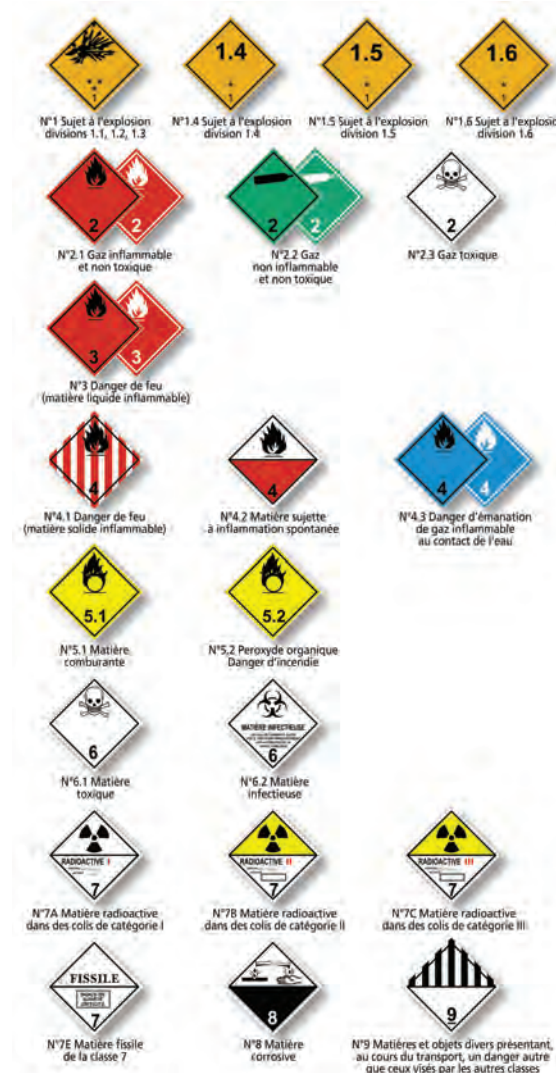 1
1.4
1
1.5
1
1.6
1
N°1 Sujet à l'explosion
divisions 1.1, 1.2, 1.3
N°1.4 Sujet à l'explosion
division 1.4
N°1.5 Sujet à l'explosion
division 1.5
N°1.6 Sujet à l'explosio
division 1.6
2
2
2
2
2
N°2.1 Gaz inflammable
et non toxique
N°2.2 Gaz
non inflammable
et non toxique
N°2.3 Gaz toxique
3
3
N°3 Danger de feu
(matière liquide inflammable)
4
4
4
4
N°4.1 Danger de feu
(matière solide inflammable)
N°4.2 Matière sujette
à inflammation spontanée
N°4.3 Danger d'émanation
de gaz inflammable
au contact de l'eau
5.1
5.2
N°5.1 Matière
comburante
N°5.2 Peroxyde organique
Danger d'incendie
6
MATIÈRE INFECTIEUSE
6
N°6.1 Matière
toxique
N°6.2 Matière
infectieuse
RADIOACTIVE I
7
RADIOACTIVE II
7
RADIOACTIVE III
7
N°7A Matière radioactive
dans des colis de catégorie I
N°7B Matière radioactive
dans des colis de catégorie II
N°7C Matière radioactive
dans des colis de catégorie III
FISSILE
7
8
9
N°7E Matière fissile
de la classe 7
N°8 Matière
corrosive
N°9 Matières et objets divers présentant,
au cours du transport, un danger autre
que ceux visés par les autres classes